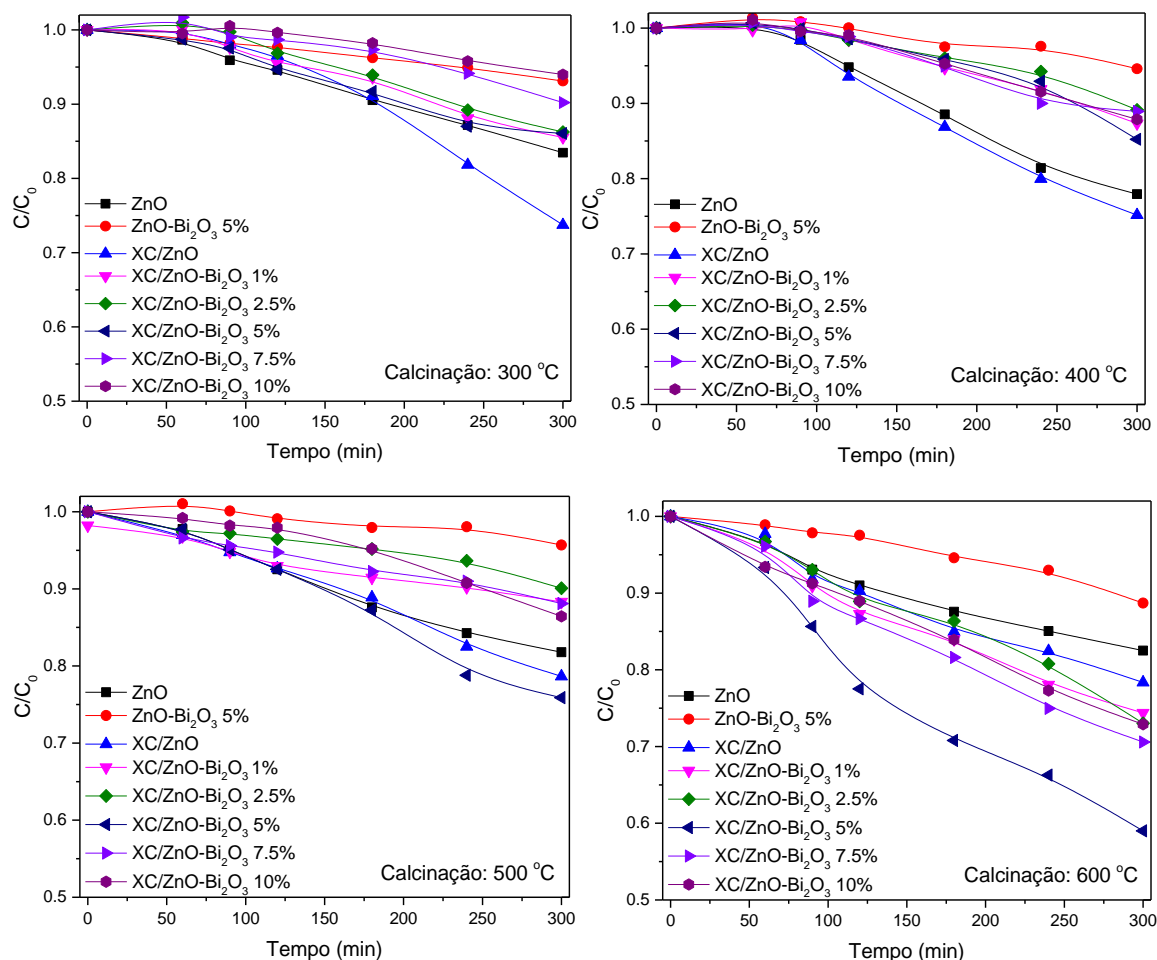 C/C0
1.0
0.9
0.8
0.7
0.6
0.5
ZnO
ZnO-Bi2O3 5%
XC/ZnO
XC/ZnO-Bi2O3 1%
XC/ZnO-Bi2O3 2.5%
XC/ZnO-Bi2O3 5%
XC/ZnO-Bi2O3 7.5%
XC/ZnO-Bi2O3 10%
Calcinação: 300 ºC
0 50 100 150 200 250 300
Tempo (min)
C/C0
1.0
0.9
0.8
0.7
0.6
0.5
ZnO
ZnO-Bi2O3 5%
XC/ZnO
XC/ZnO-Bi2O3 1%
XC/ZnO-Bi2O3 2.5%
XC/ZnO-Bi2O3 5%
XC/ZnO-Bi2O3 7.5%
XC/ZnO-Bi2O3 10%
Calcinação: 400 ºC
0 50 100 150 200 250 300
Tempo (min)
C/C0
1.0
0.9
0.8
0.7
0.6
0.5
ZnO
ZnO-Bi2O3 5%
XC/ZnO
XC/ZnO-Bi2O3 1%
XC/ZnO-Bi2O3 2.5%
XC/ZnO-Bi2O3 5%
XC/ZnO-Bi2O3 7.5%
XC/ZnO-Bi2O3 10%
Calcinação: 500 ºC
0 50 100 150 200 250 300
Tempo (min)
C/C0
1.0
0.9
0.8
0.7
0.6
0.5
ZnO
ZnO-Bi2O3 5%
XC/ZnO
XC/ZnO-Bi2O3 1%
XC/ZnO-Bi2O3 2.5%
XC/ZnO-Bi2O3 5%
XC/ZnO-Bi2O3 7.5%
XC/ZnO-Bi2O3 10%
Calcinação: 600 ºC
0 50 100 150 200 250 300
Tempo (min)